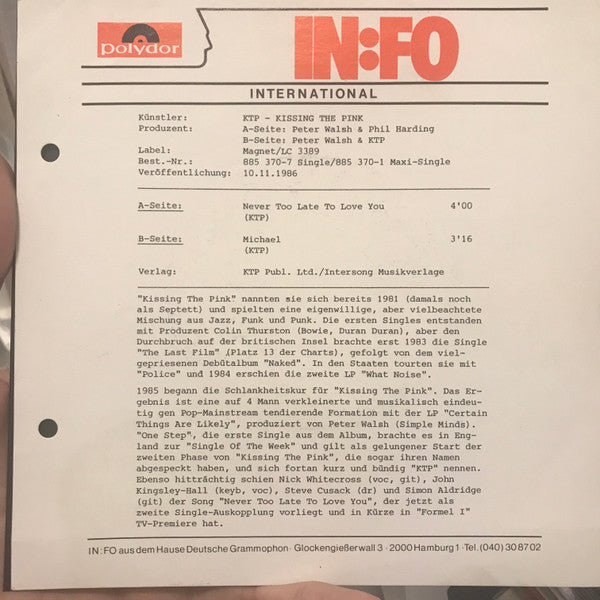 polydor
IN:FO
INTERNATIONAL
Künstler: KTP - KISSING THE PINK
Produzent: A-Seite: Peter Walsh & Phil Harding
B-Seite: Peter Walsh & KTP
Label: Magnet/LC 3389
Best.-Nr.: 885 370-7 Single/885 370-1 Maxi-Single
Veröffentlichung: 10.11.1986
A-Seite: Never Too Late To Love You 4'00
(KTP)
B-Seite: Michael 3'16
(KTP)
Verlag: KTP Publ. Ltd./Intersong Musikverlage
"Kissing The Pink" nannten sie sich bereits 1981 (damals noch
als Septett) und spielten eine eigenwillige, aber vielbeachtete
Mischung aus Jazz, Funk und Punk. Die ersten Singles entstanden
mit Produzent Colin Thurston (Bowie, Duran Duran), aber den
Durchbruch auf der britischen Insel brachte erst 1983 die Single
"The Last Film" (Platz 13 der Charts), gefolgt von dem viel-
gepriesenen Debütalbum "Naked". In den Staaten tourten sie mit
"Police" und 1984 erschien die zweite LP "What Noise".
1985 begann die Schlankheitskur für "Kissing The Pink". Das Er-
gebnis ist eine auf 4 Mann verkleinerte und musikalisch eindeu-
tig gen Pop-Mainstream tendierende Formation mit der LP "Certain
Things Are Likely", produziert von Peter Walsh (Simple Minds).
"One Step", die erste Single aus dem Album, brachte es in Eng-
land zur "Single Of The Week" und gilt als gelungener Start der
zweiten Phase von "Kissing The Pink", die sogar ihren Namen
abgespeckt haben, und sich fortan kurz und bündig "KTP" nennen.
Ebenso hitträchtig schien Nick Whitecross (voc, git), John
Kingsley-Hall (keyb, voc), Steve Cusack (dr) und Simon Aldridge
(git) der Song "Never Too Late To Love You", der jetzt als
zweite Single-Auskopplung vorliegt und in Kürze in "Formel I"
TV-Premiere hat.
IN:FO aus dem Hause Deutsche Grammophon · Glockengießerwall 3 · 2000 Hamburg 1 · Tel. (040) 30 87 02